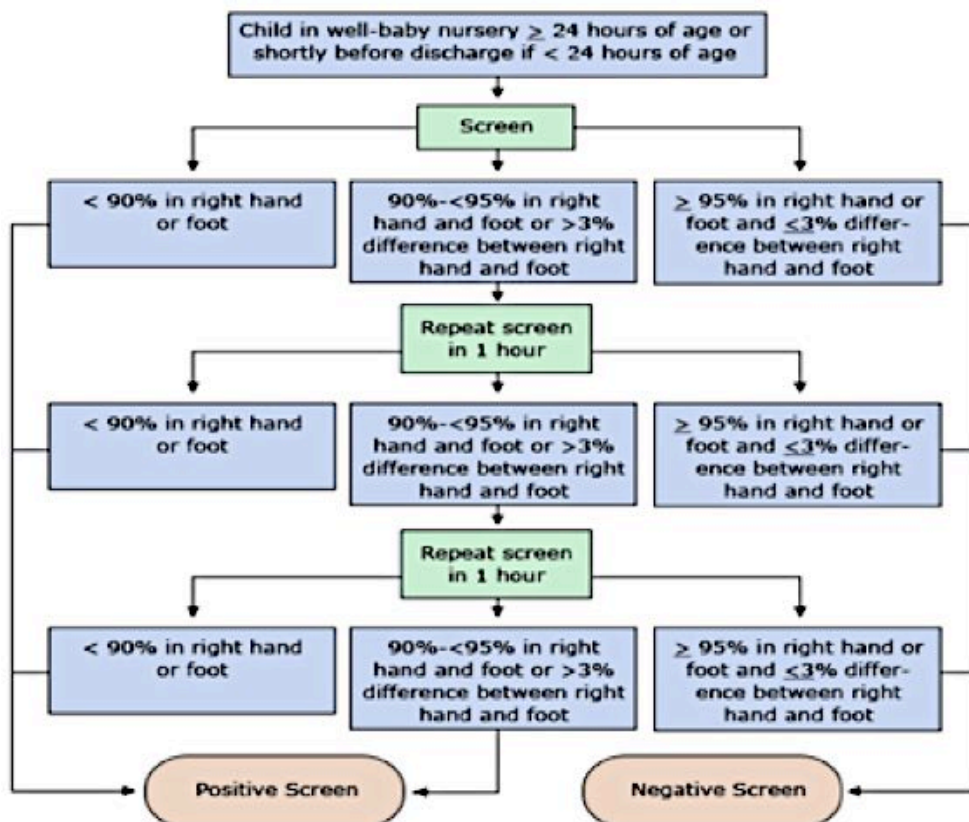 Child in well-baby nursery ≥ 24 hours of age or
shortly before discharge if < 24 hours of age
Screen
< 90% in right hand
or foot
90%-<95% in right
hand and foot or >3%
difference between right
hand and foot
≥ 95% in right hand or
foot and ≤3% differ-
ence between right
hand and foot
Repeat screen
in 1 hour
< 90% in right hand
or foot
90%-<95% in right
hand and foot or >3%
difference between right
hand and foot
≥ 95% in right hand or
foot and ≤3% differ-
ence between right
hand and foot
Repeat screen
in 1 hour
< 90% in right hand
or foot
90%-<95% in right
hand and foot or >3%
difference between right
hand and foot
≥ 95% in right hand or
foot and ≤3% differ-
ence between right
hand and foot
Positive Screen
Negative Screen